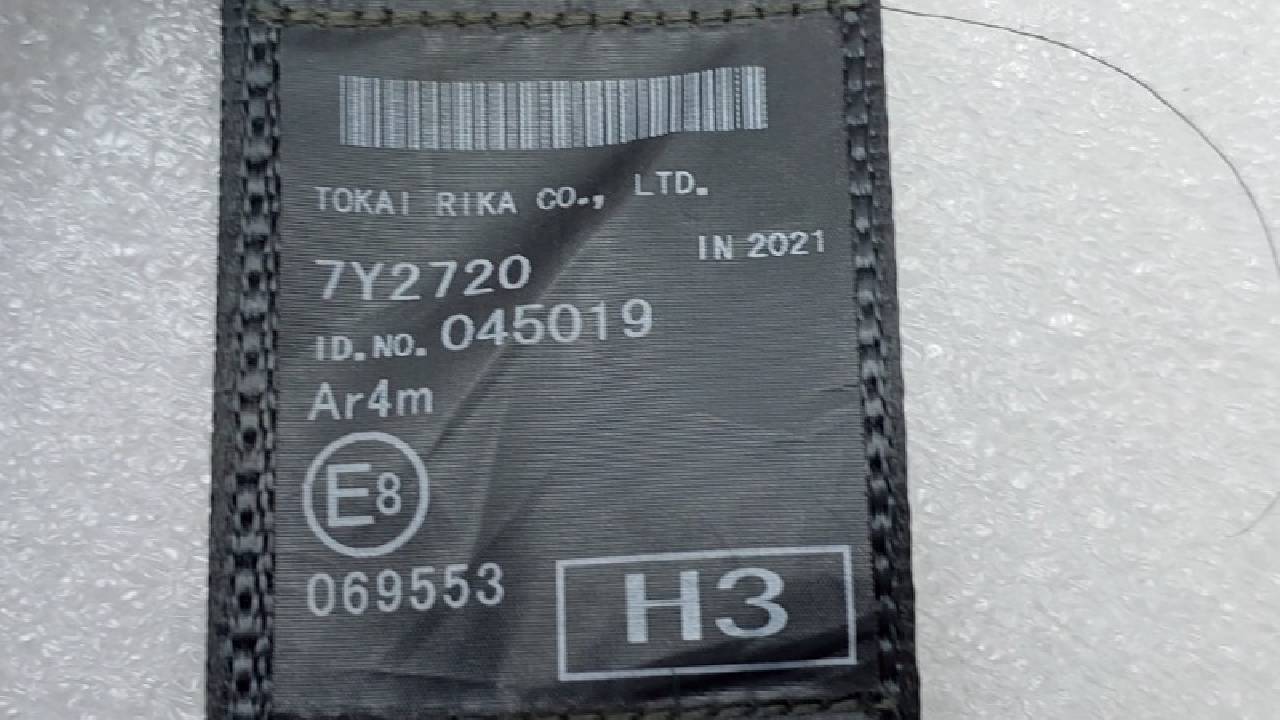 TOKAI RIKA CO., LTD.
IN 2021
7Y2720
ID.NO. 045019
Ar4m
E8
069553
H3